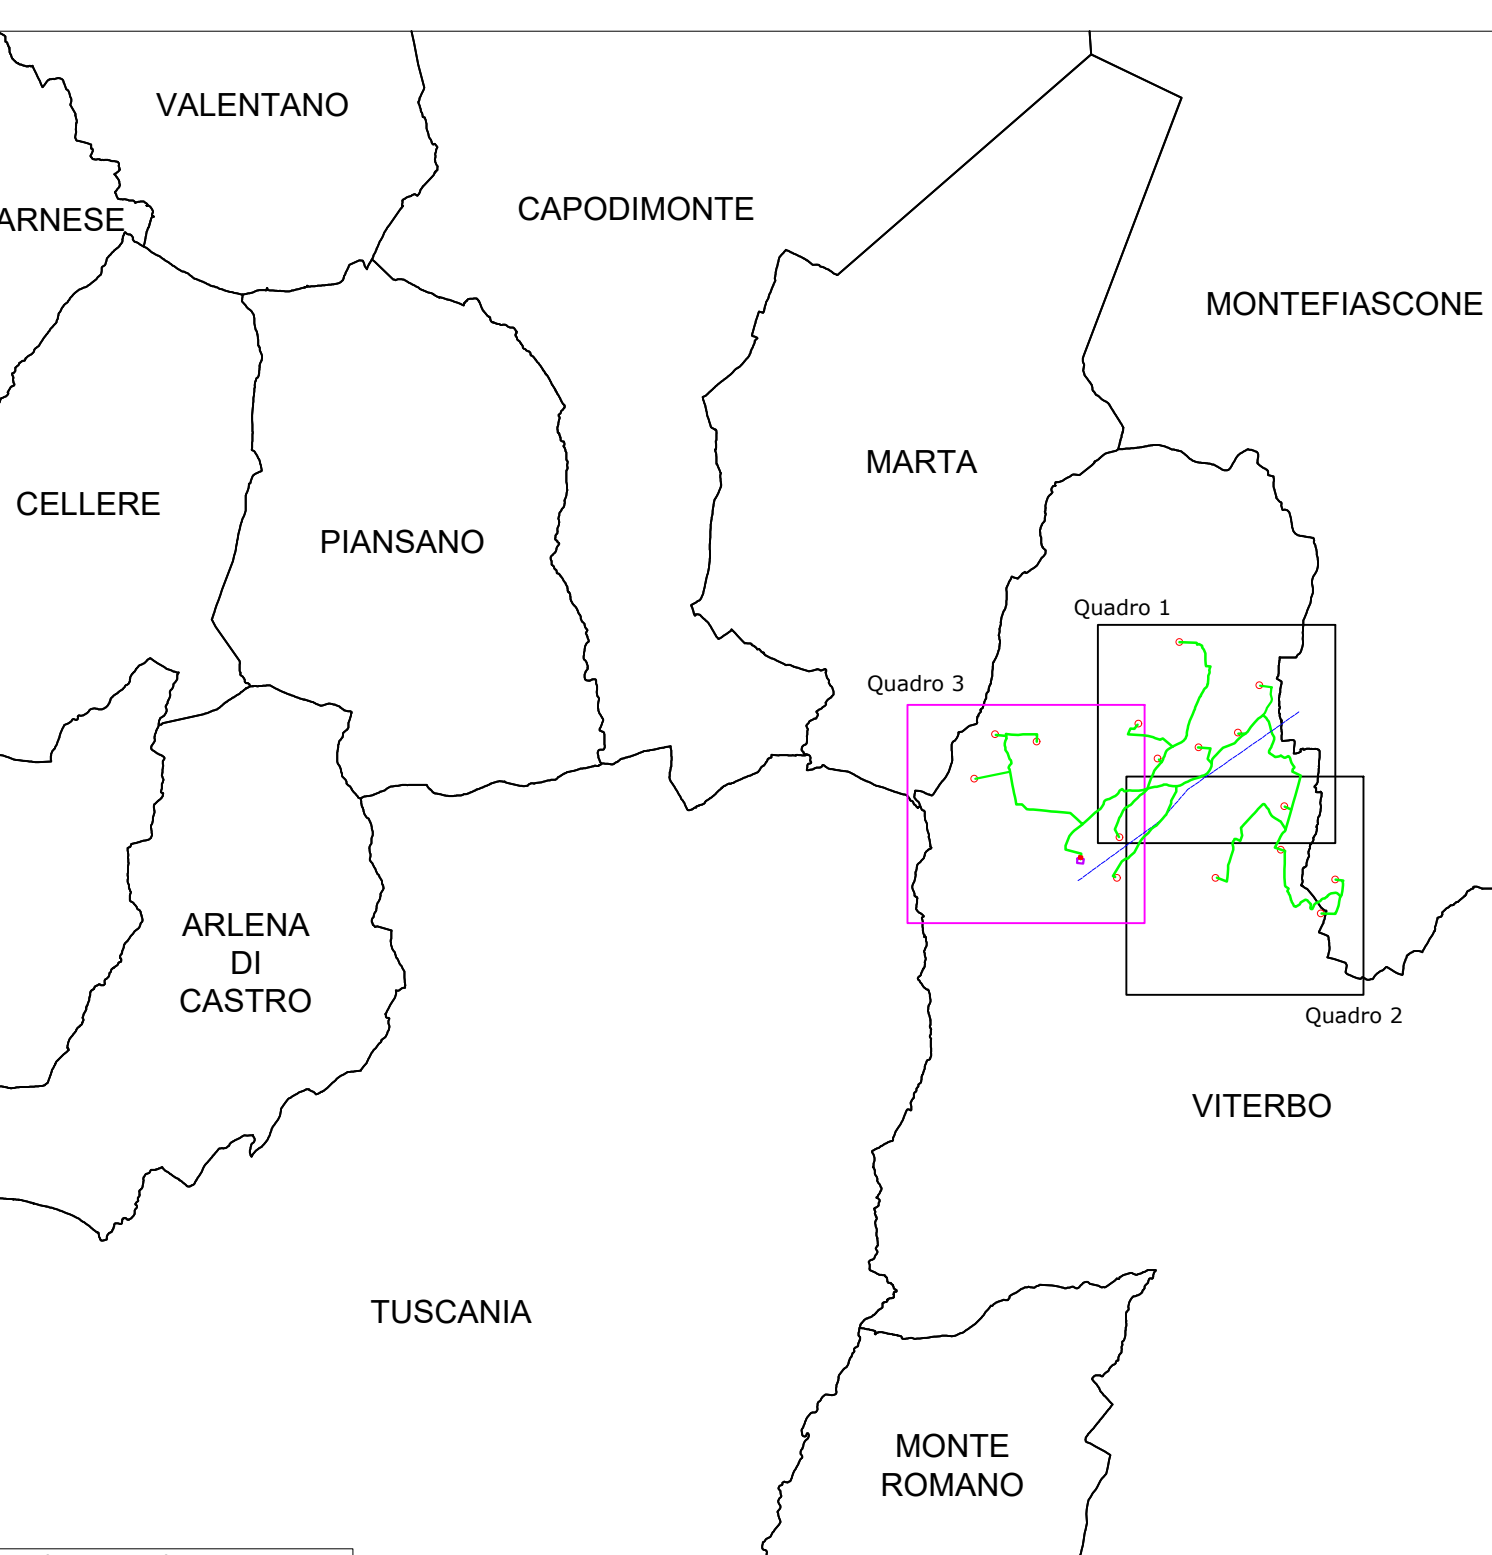 VALENTANO
CAPODIMONTE
ARNESE
MONTEFIASCONE
MARTA
CELLERE
PIANSANO
Quadro 1
Quadro 3
ARLENA
DI
CASTRO
Quadro 2
VITERBO
TUSCANIA
MONTE
ROMANO